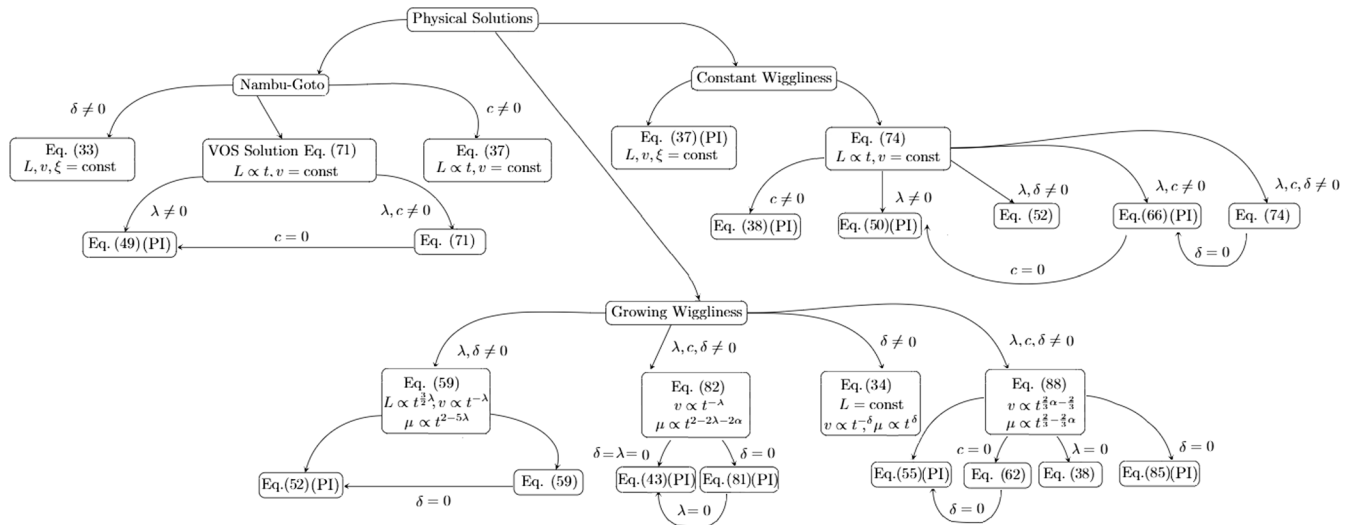 Physical Solutions
Nambu-Goto
Constant Wiggliness
δ ≠ 0
c ≠ 0
Eq. (33)
L, v, ξ = const
VOS Solution Eq. (71)
L ∝ t, v = const
Eq. (37)
L ∝ t, v = const
Eq. (37)(PI)
L, v, ξ = const
Eq. (74)
L ∝ t, v = const
λ ≠ 0
λ, c ≠ 0
Eq. (49)(PI)
c = 0
Eq. (71)
c ≠ 0
λ ≠ 0
λ, δ ≠ 0
λ, c ≠ 0
λ, c, δ ≠ 0
Eq. (38)(PI)
Eq. (50)(PI)
Eq. (52)
Eq.(66)(PI)
Eq. (74)
c = 0
δ = 0
Growing Wiggliness
λ, δ ≠ 0
λ, c, δ ≠ 0
δ ≠ 0
λ, c, δ ≠ 0
Eq. (59)
L ∝ t^{\frac{3}{2}λ}, v ∝ t^{-λ}
μ ∝ t^{2-5λ}
Eq. (82)
v ∝ t^{-λ}
μ ∝ t^{2-2λ-2α}
Eq.(34)
L = const
v ∝ t^{-δ}, μ ∝ t^{δ}
Eq. (88)
v ∝ t^{\frac{2}{3}α-\frac{2}{3}}
μ ∝ t^{\frac{2}{3}-\frac{2}{3}α}
Eq.(52)(PI)
δ = 0
Eq. (59)
δ = λ = 0
δ = 0
Eq.(43)(PI)
Eq.(81)(PI)
λ = 0
c = 0
λ = 0
δ = 0
Eq.(55)(PI)
Eq. (62)
Eq. (38)
Eq.(85)(PI)
δ = 0